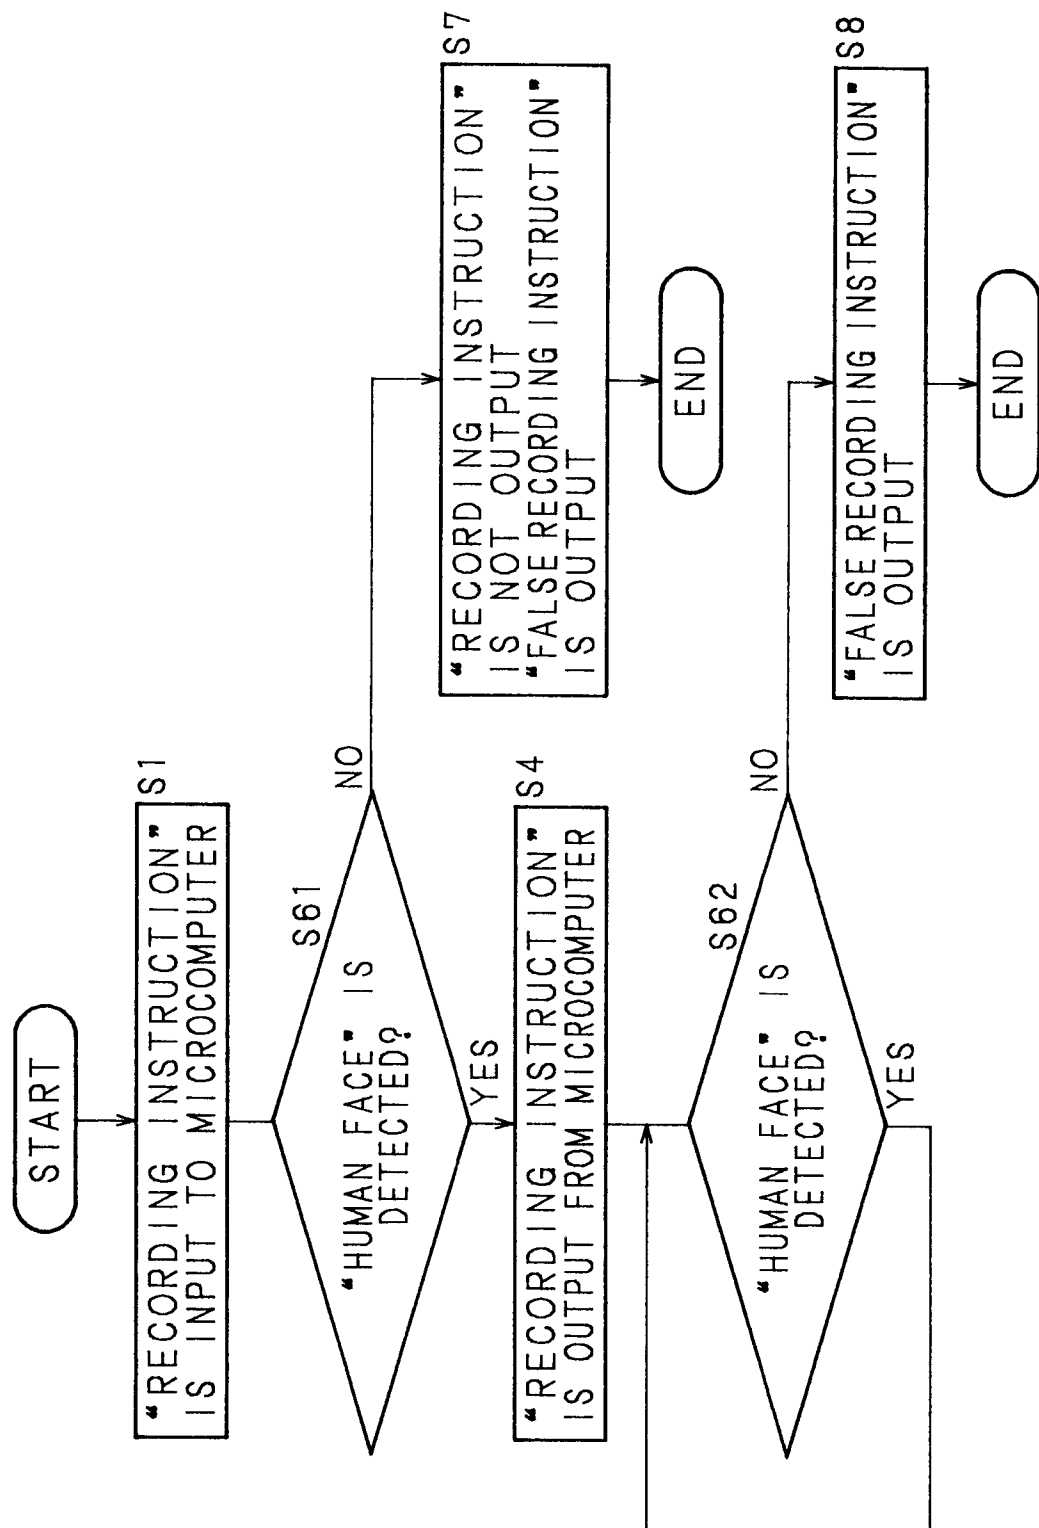 START
S1
“RECORDING INSTRUCTION”
IS INPUT TO MICROCOMPUTER
S61
“HUMAN FACE” IS
DETECTED?
NO
YES
S7
“RECORDING INSTRUCTION”
IS NOT OUTPUT
“FALSE RECORDING INSTRUCTION”
IS OUTPUT
END
S4
“RECORDING INSTRUCTION”
IS OUTPUT FROM MICROCOMPUTER
S62
“HUMAN FACE” IS
DETECTED?
NO
YES
S8
“FALSE RECORDING INSTRUCTION”
IS OUTPUT
END